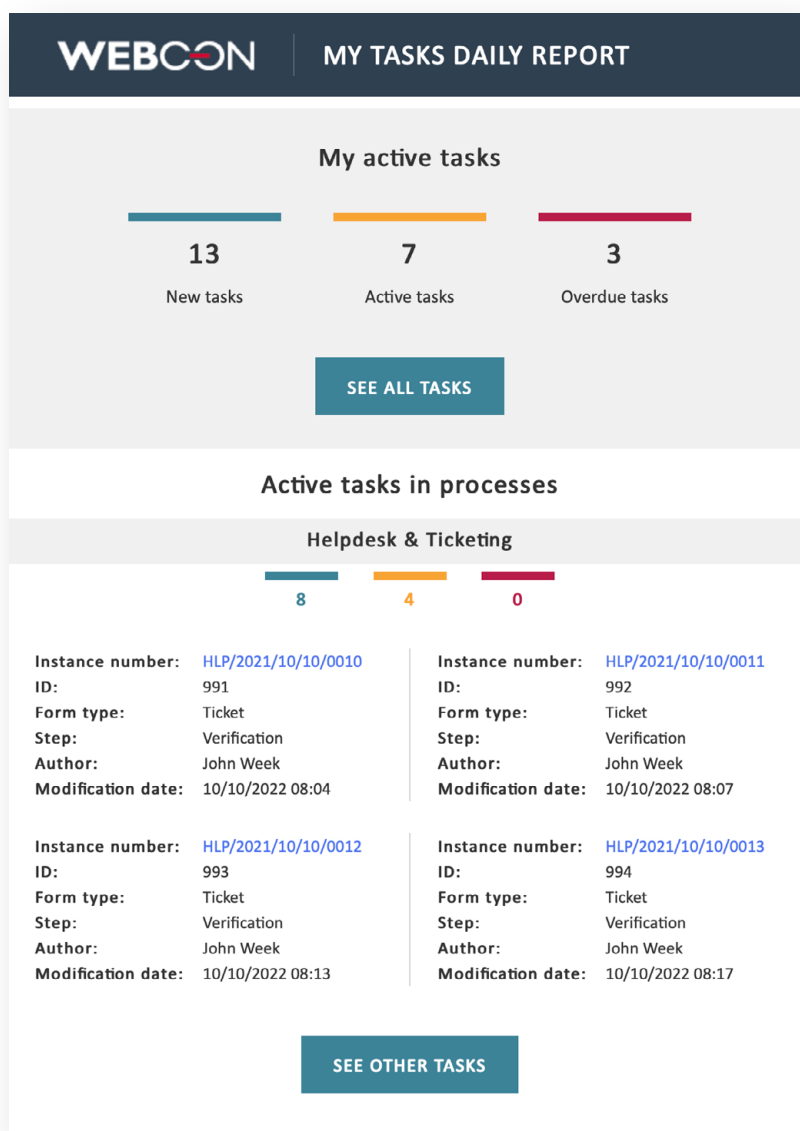 WEBCON MY TASKS DAILY REPORT
My active tasks
13 7 3
New tasks Active tasks Overdue tasks
SEE ALL TASKS
Active tasks in processes
Helpdesk & Ticketing
8 4 0
Instance number: HLP/2021/10/10/0010
ID: 991
Form type: Ticket
Step: Verification
Author: John Week
Modification date: 10/10/2022 08:04
Instance number: HLP/2021/10/10/0011
ID: 992
Form type: Ticket
Step: Verification
Author: John Week
Modification date: 10/10/2022 08:07
Instance number: HLP/2021/10/10/0012
ID: 993
Form type: Ticket
Step: Verification
Author: John Week
Modification date: 10/10/2022 08:13
Instance number: HLP/2021/10/10/0013
ID: 994
Form type: Ticket
Step: Verification
Author: John Week
Modification date: 10/10/2022 08:17
SEE OTHER TASKS